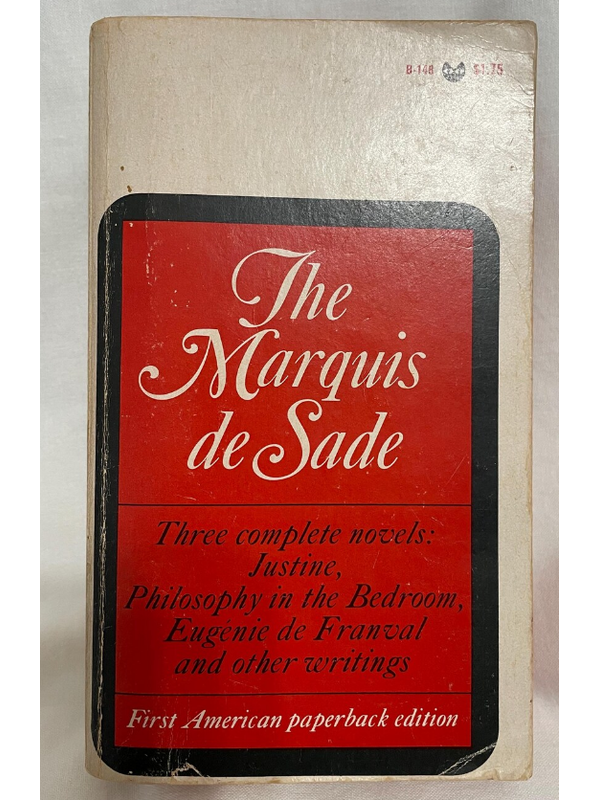 B-148 $1.75
The
Marquis
de Sade
Three complete novels:
Justine,
Philosophy in the Bedroom,
Eugénie de Franval
and other writings
First American paperback edition